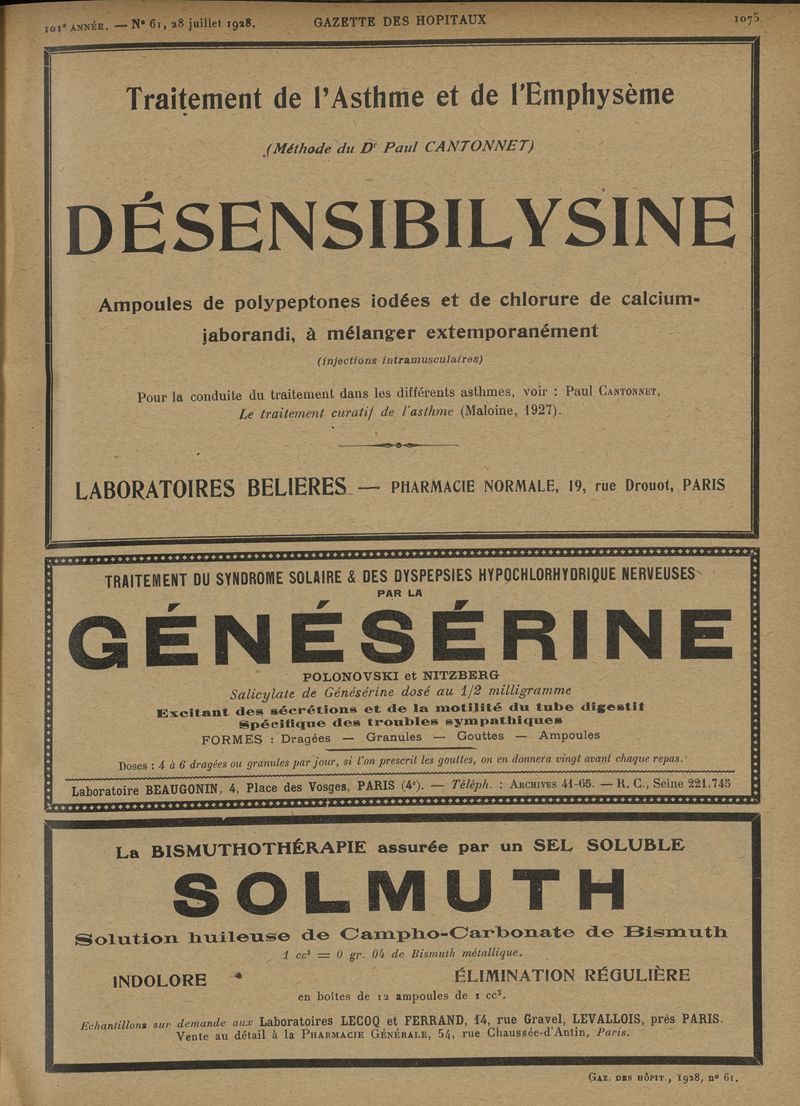 101e ANNÉE. — N° 61, 28 juillet 1928. GAZETTE DES HOPITAUX 1075
Traitement de l'Asthme et de l'Emphysème
(Méthode du Dr Paul CANTONNET)
DÉSENSIBILYSINE
Ampoules de polypeptones iodées et de chlorure de calcium-
jaborandi, à mélanger extemporanément
(injections intramusculaires)
Pour la conduite du traitement dans les différents asthmes, voir : Paul CANTONNET,
Le traitement curatif de l'asthme (Maloine, 1927).
LABORATOIRES BELIERES — PHARMACIE NORMALE, 19, rue Drouot, PARIS
TRAITEMENT DU SYNDROME SOLAIRE & DES DYSPEPSIES HYPOCHLORHYDRIQUE NERVEUSES
PAR LA
GÉNÉSÉRINE
POLONOVSKI et NITZBERG
Salicylate de Génésérine dosé au 1/2 milligramme
Excitant des sécrétions et de la motilité du tube digestif
Spécifique des troubles sympathiques
FORMES : Dragées — Granules — Gouttes — Ampoules
Doses : 4 à 6 dragées ou granules par jour, si l'on prescrit les gouttes, on en donnera vingt avant chaque repas.
Laboratoire BEAUGONIN, 4, Place des Vosges, PARIS (4e). — Téléph. : ARCHIVES 41-65. — R. C., Seine 221.745
La BISMUTHOTHÉRAPIE assurée par un SEL SOLUBLE
SOLMUTH
Solution huileuse de Campho-Carbonate de Bismuth
1 cc³ = 0 gr. 04 de Bismuth métallique.
INDOLORE * ÉLIMINATION RÉGULIÈRE
en boîtes de 12 ampoules de 1 cc³.
Echantillons sur demande aux Laboratoires LECOQ et FERRAND, 14, rue Gravel, LEVALLOIS, près PARIS.
Vente au détail à la PHARMACIE GÉNÉRALE, 54, rue Chaussée-d'Antin, Paris.
GAZ. DES HÔPIT., 1928, n° 61.